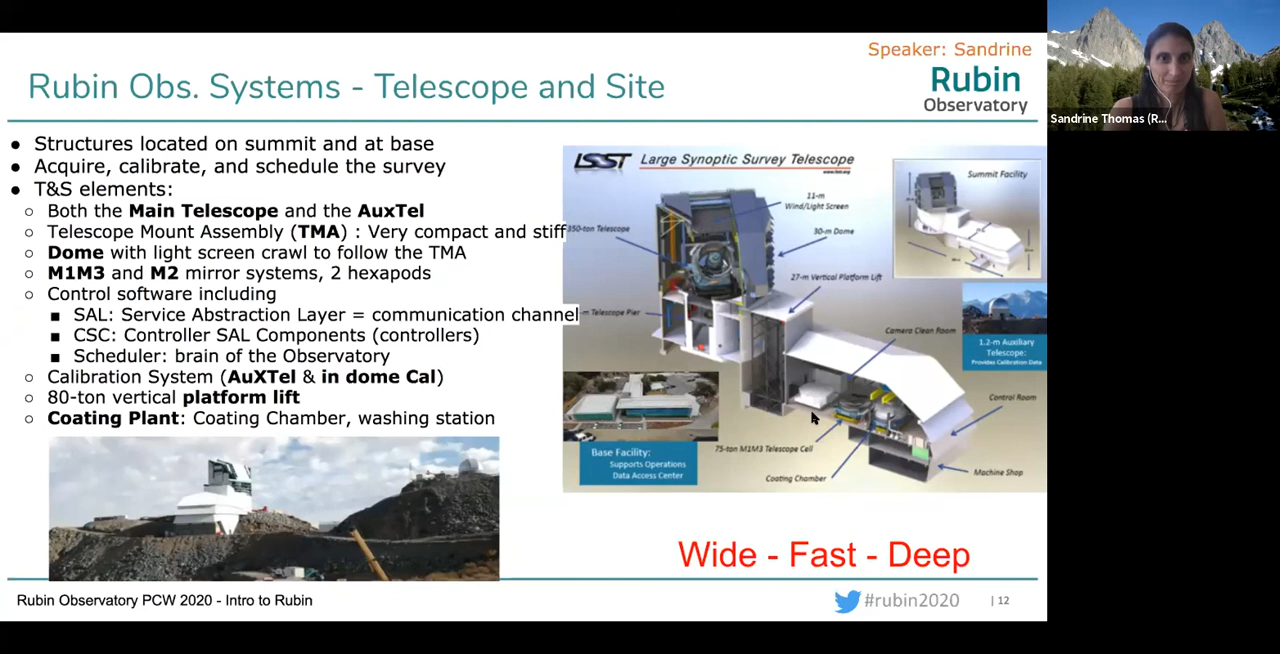 Speaker: Sandrine
Rubin Obs. Systems - Telescope and Site
Rubin
Observatory
Sandrine Thomas (R...
● Structures located on summit and at base
● Acquire, calibrate, and schedule the survey
● T&S elements:
○ Both the Main Telescope and the AuxTel
○ Telescope Mount Assembly (TMA) : Very compact and stiff
○ Dome with light screen crawl to follow the TMA
○ M1M3 and M2 mirror systems, 2 hexapods
○ Control software including
■ SAL: Service Abstraction Layer = communication channel
■ CSC: Controller SAL Components (controllers)
■ Scheduler: brain of the Observatory
○ Calibration System (AuXTel & in dome Cal)
○ 80-ton vertical platform lift
○ Coating Plant: Coating Chamber, washing station
LSST Large Synoptic Survey Telescope
www.lsst.org
Summit Facility
11-m
Wind/Light Screen
350-ton Telescope
30-m Dome
27-m Vertical Platform Lift
m Telescope Pier
Camera Clean Room
1.2-m Auxiliary
Telescope:
Provides Calibration Data
Control Room
75-ton M1M3 Telescope Cell
Machine Shop
Coating Chamber
Base Facility:
Supports Operations
Data Access Center
Wide - Fast - Deep
Rubin Observatory PCW 2020 - Intro to Rubin
#rubin2020
| 12